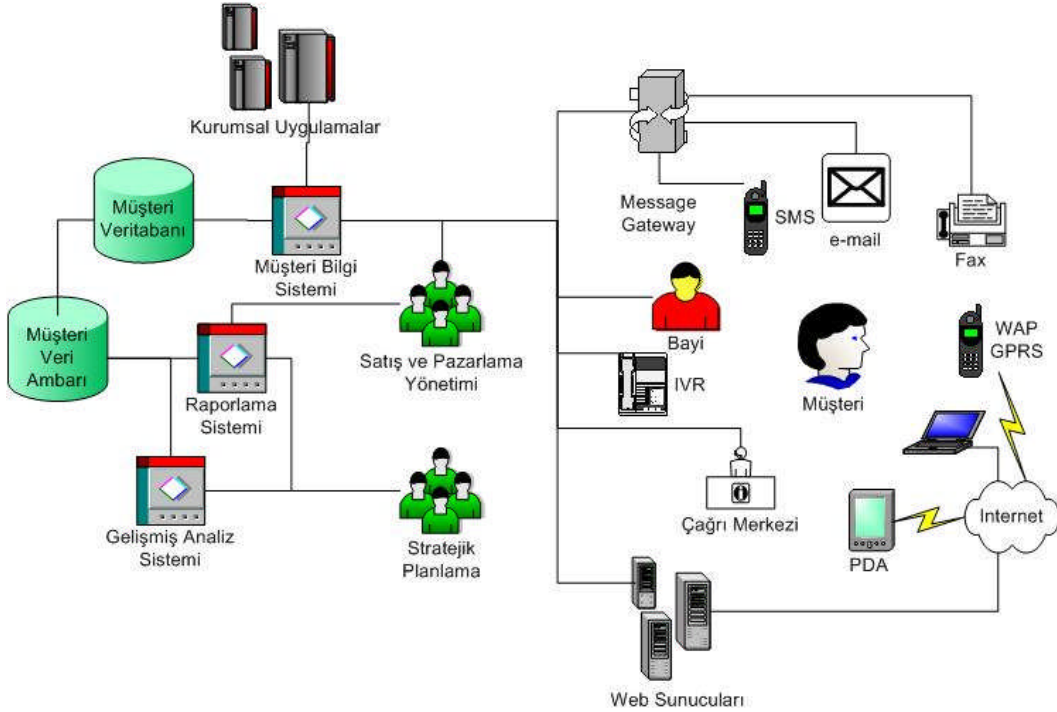 Kurumsal Uygulamalar
Müşteri
Veritabanı
Müşteri Bilgi
Sistemi
Müşteri
Veri
Ambarı
Raporlama
Sistemi
Satış ve Pazarlama
Yönetimi
Gelişmiş Analiz
Sistemi
Stratejik
Planlama
Message
Gateway
SMS
e-mail
Fax
Bayi
IVR
Müşteri
WAP
GPRS
Çağrı Merkezi
PDA
Internet
Web Sunucuları